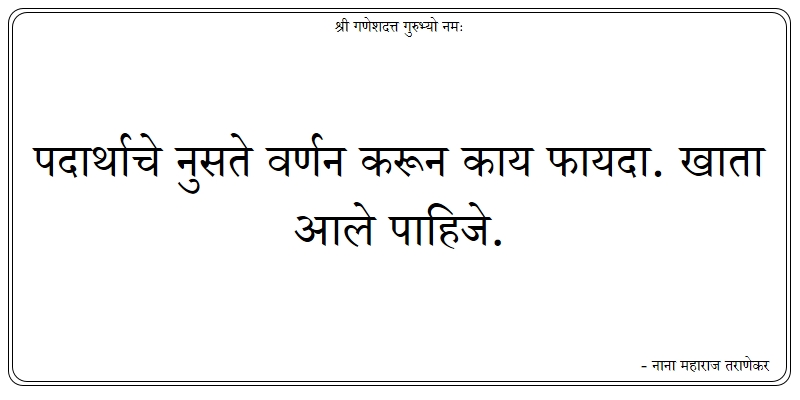 श्री गणेशदत्त गुरुभ्यो नमः
पदार्थाचे नुसते वर्णन करून काय फायदा. खाता
आले पाहिजे.
- नाना महाराज तराणेकर